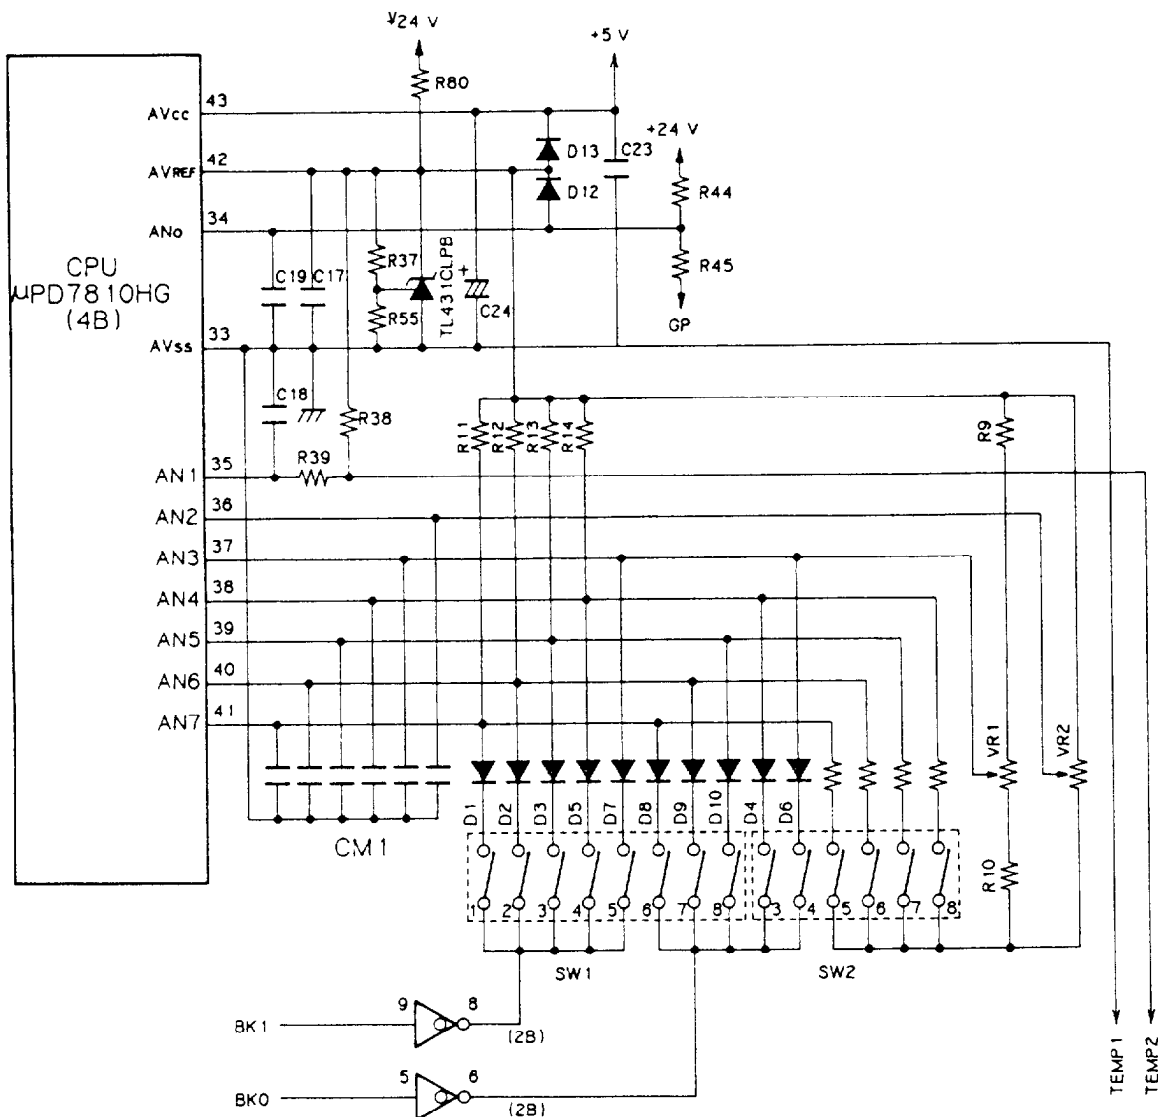 V24 V
+5 V
R80
43
AVcc
+24 V
D13
C23
42
AVREF
D12
R44
34
ANo
CPU
µPD7810HG
(4B)
C19
C17
R37
R55
TL431CLPB
+
C24
R45
GP
33
AVss
C18
R38
R11
R12
R13
R14
R9
35
AN1
R39
36
AN2
37
AN3
38
AN4
39
AN5
40
AN6
41
AN7
VR1
VR2
CM1
D1
D2
D3
D5
D7
D8
D9
D10
D4
D6
R10
1
2
3
4
5
6
7
8
3
4
5
6
7
8
SW1
SW2
BK1
9
8
(2B)
BK0
5
6
(2B)
TEMP1
TEMP2